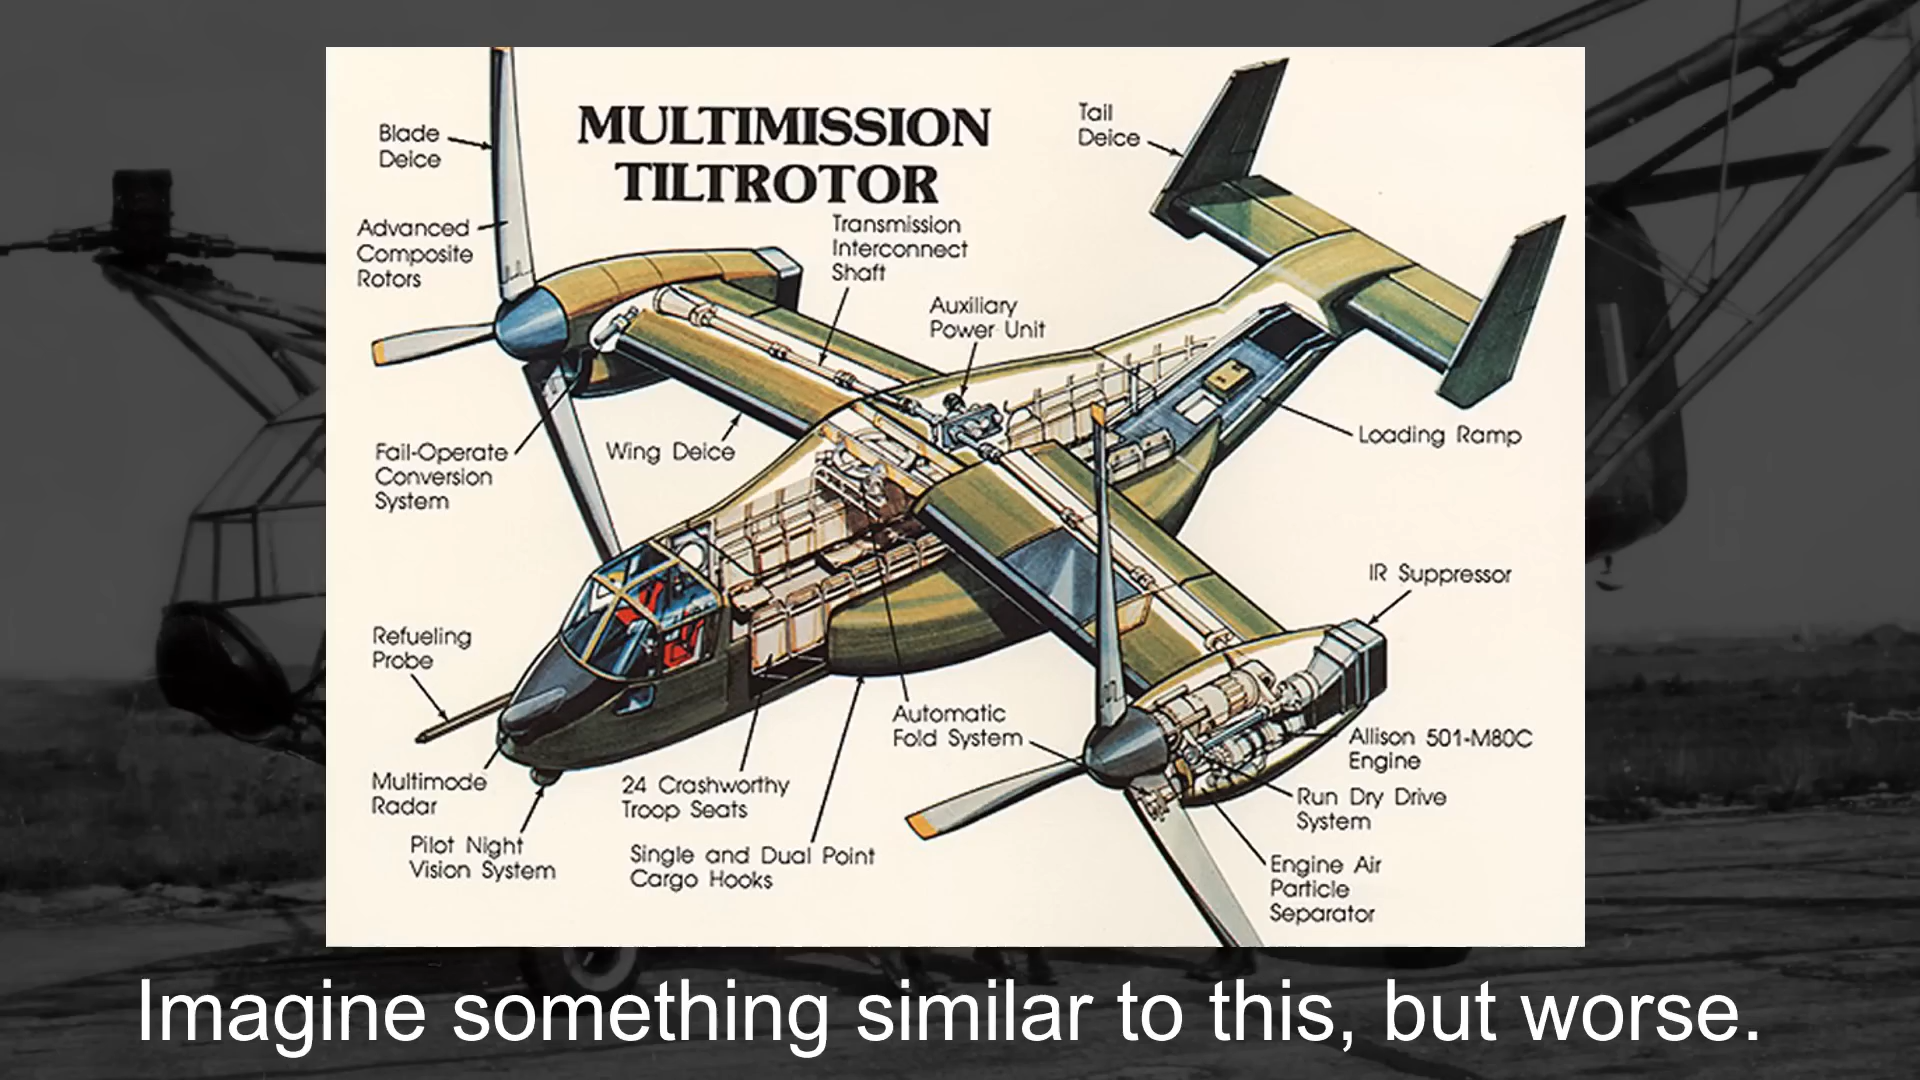 MULTIMISSION
TILTROTOR
Blade
Deice
Advanced
Composite
Rotors
Transmission
Interconnect
Shaft
Auxiliary
Power Unit
Tail
Deice
Fail-Operate
Conversion
System
Wing Deice
Loading Ramp
IR Suppressor
Refueling
Probe
Automatic
Fold System
Allison 501-M80C
Engine
Multimode
Radar
24 Crashworthy
Troop Seats
Run Dry Drive
System
Pilot Night
Vision System
Single and Dual Point
Cargo Hooks
Engine Air
Particle
Separator
Imagine something similar to this, but worse.